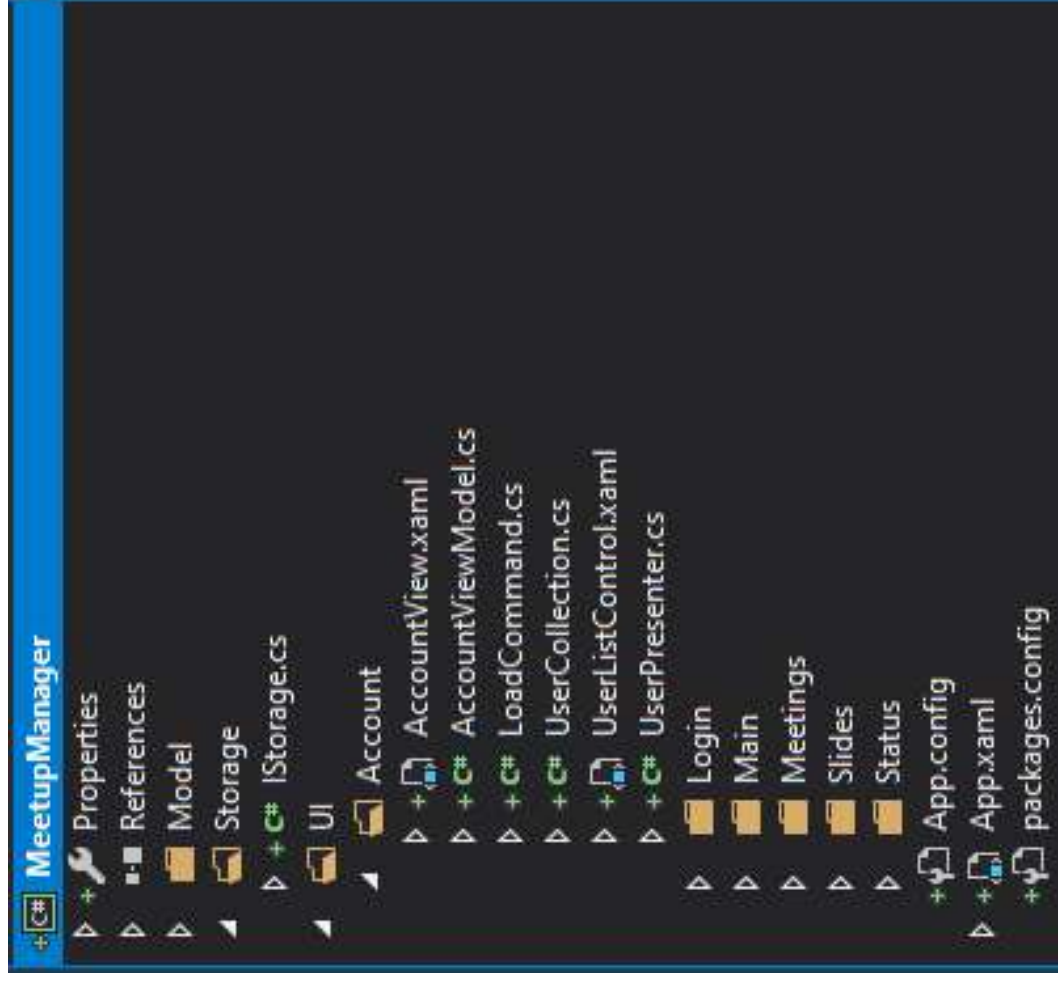 MeetupManager
Properties
References
Model
Storage
C# IStorage.cs
UI
Account
AccountView.xaml
C# AccountViewModel.cs
C# LoadCommand.cs
C# UserCollection.cs
UserListControl.xaml
C# UserPresenter.cs
Login
Main
Meetings
Slides
Status
App.config
App.xaml
packages.config